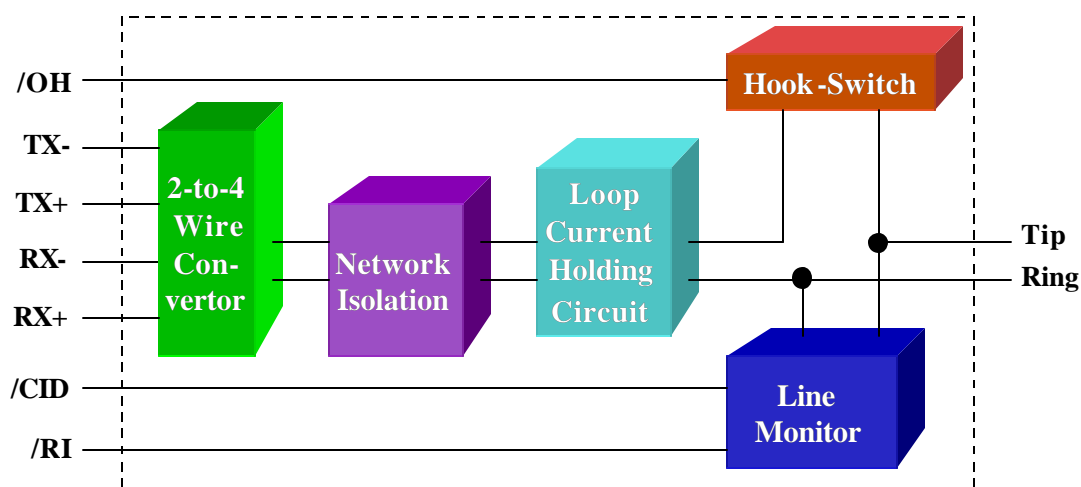 /OH
Hook-Switch
TX-
TX+
RX-
RX+
2-to-4
Wire
Con-
vertor
Network
Isolation
Loop
Current
Holding
Circuit
Tip
Ring
/CID
/RI
Line
Monitor